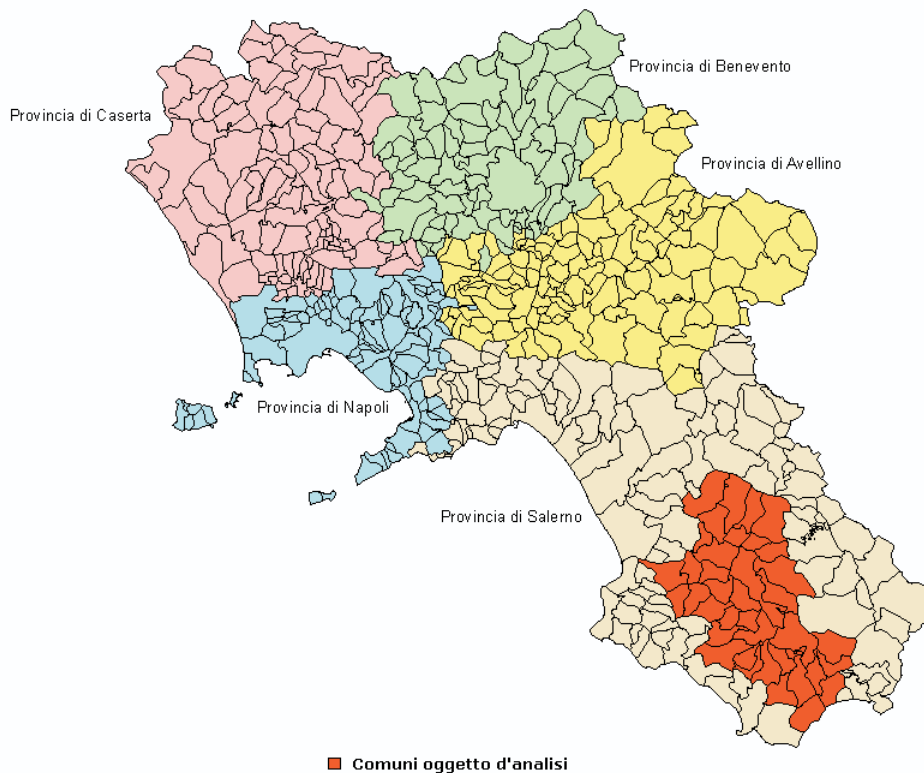 Provincia di Benevento
Provincia di Caserta
Provincia di Avellino
Provincia di Napoli
Provincia di Salerno
Comuni oggetto d'analisi